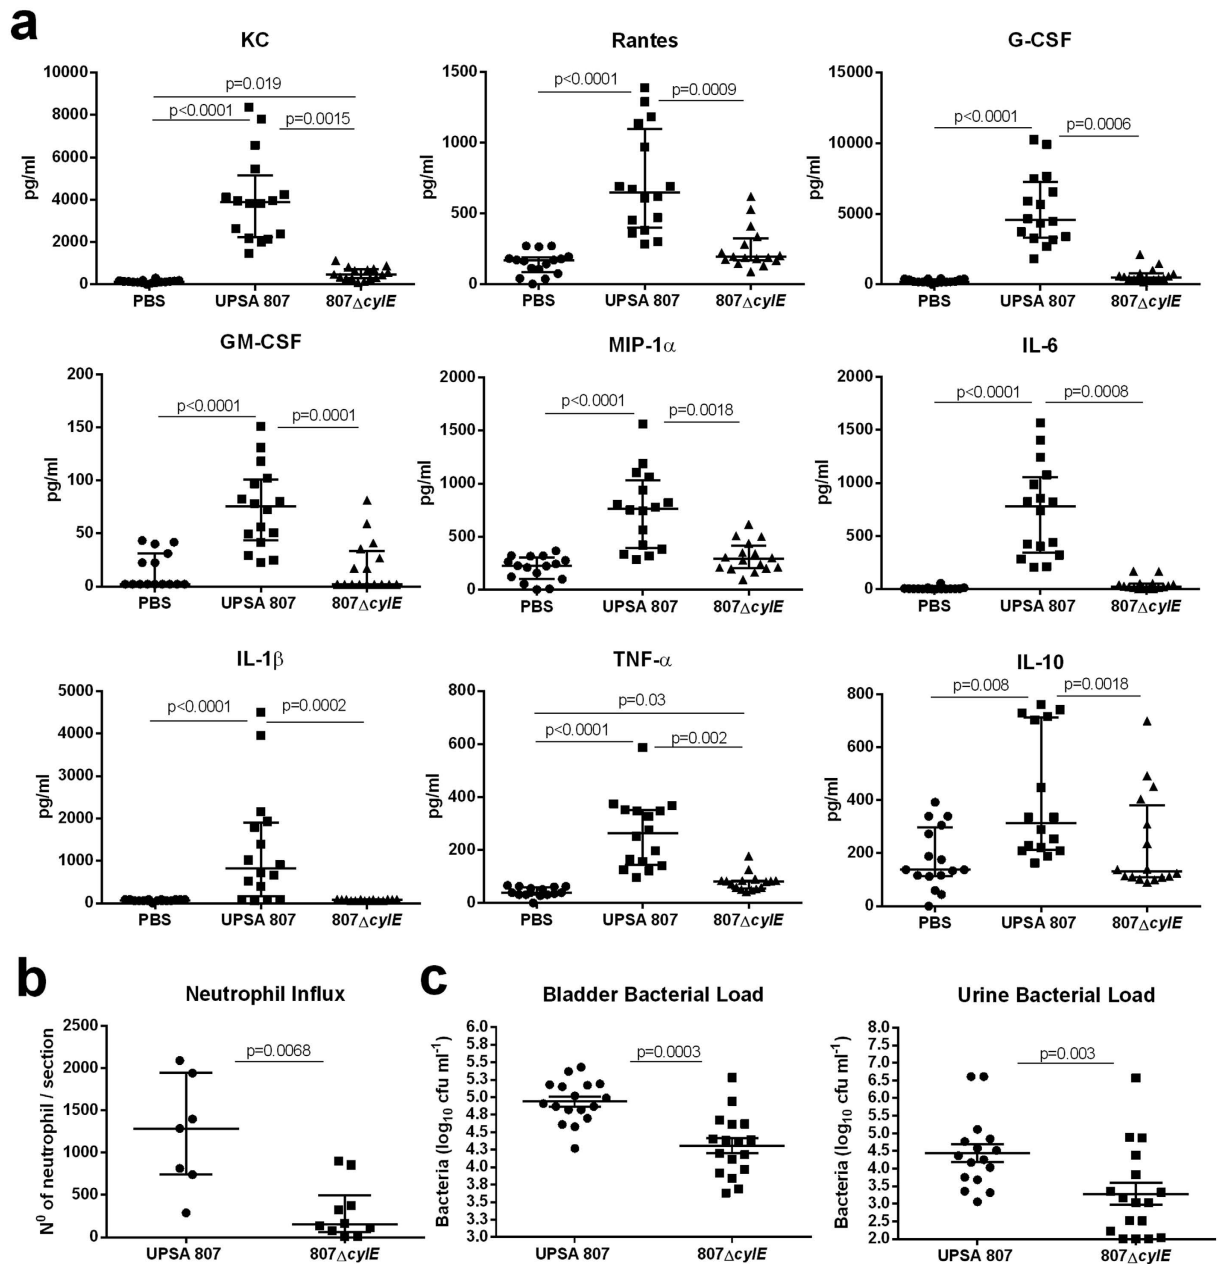 a
KC
pg/ml
10000
8000
6000
4000
2000
0
p=0.019
p<0.0001
p=0.0015
PBS
UPSA 807
807ΔcylE
Rantes
pg/ml
1500
1000
500
0
p<0.0001
p=0.0009
PBS
UPSA 807
807ΔcylE
G-CSF
pg/ml
15000
10000
5000
0
p<0.0001
p=0.0006
PBS
UPSA 807
807ΔcylE
GM-CSF
pg/ml
200
150
100
50
0
p<0.0001
p=0.0001
PBS
UPSA 807
807ΔcylE
MIP-1α
pg/ml
2000
1500
1000
500
0
p<0.0001
p=0.0018
PBS
UPSA 807
807ΔcylE
IL-6
pg/ml
2000
1500
1000
500
0
p<0.0001
p=0.0008
PBS
UPSA 807
807ΔcylE
IL-1β
pg/ml
5000
4000
3000
2000
1000
0
p<0.0001
p=0.0002
PBS
UPSA 807
807ΔcylE
TNF-α
pg/ml
800
600
400
200
0
p=0.03
p<0.0001
p=0.002
PBS
UPSA 807
807ΔcylE
IL-10
pg/ml
800
600
400
200
0
p=0.008
p=0.0018
PBS
UPSA 807
807ΔcylE
b
Neutrophil Influx
N⁰ of neutrophil / section
2500
2000
1500
1000
500
0
p=0.0068
UPSA 807
807ΔcylE
c
Bladder Bacterial Load
Bacteria (log₁₀ cfu ml⁻¹)
6.0
5.8
5.5
5.3
5.0
4.8
4.5
4.3
4.0
3.8
3.5
3.3
3.0
p=0.0003
UPSA 807
807ΔcylE
Urine Bacterial Load
Bacteria (log₁₀ cfu ml⁻¹)
8.0
7.5
7.0
6.5
6.0
5.5
5.0
4.5
4.0
3.5
3.0
2.5
2.0
p=0.003
UPSA 807
807ΔcylE